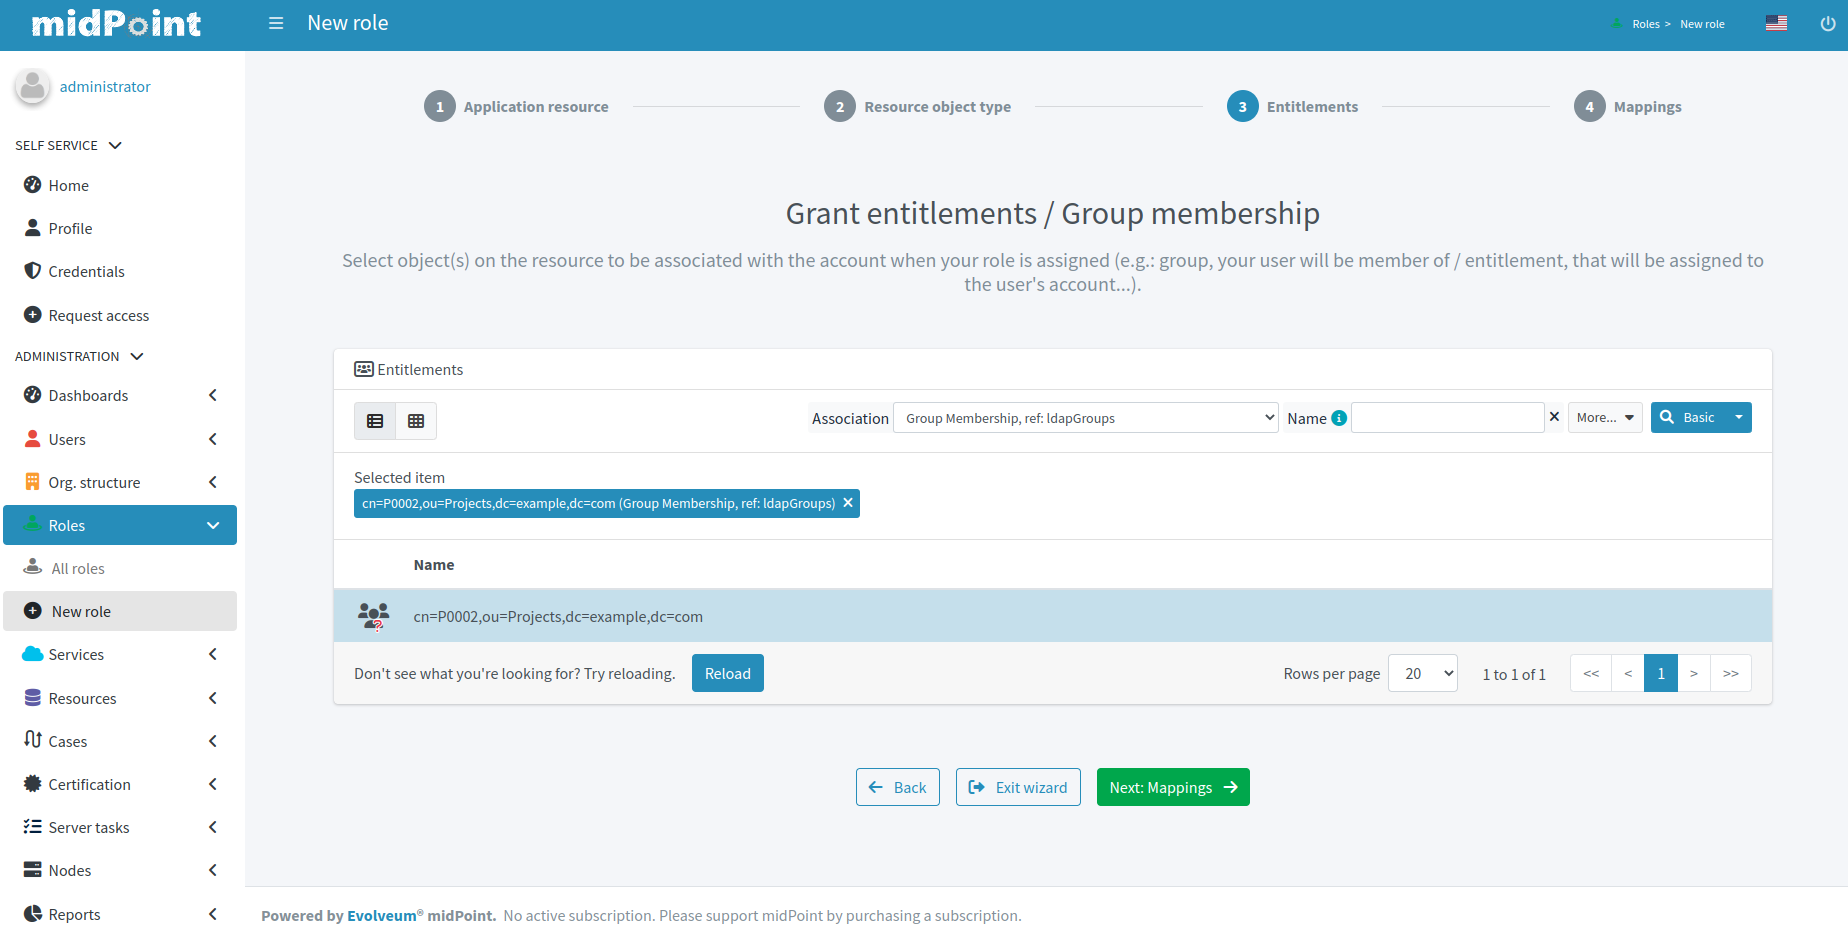 midPoint
New role
Roles > New role
administrator
SELF SERVICE
Home
Profile
Credentials
Request access
ADMINISTRATION
Dashboards
Users
Org. structure
Roles
All roles
New role
Services
Resources
Cases
Certification
Server tasks
Nodes
Reports
1 Application resource
2 Resource object type
3 Entitlements
4 Mappings
Grant entitlements / Group membership
Select object(s) on the resource to be associated with the account when your role is assigned (e.g.: group, your user will be member of / entitlement, that will be assigned to
the user's account...).
Entitlements
Association Group Membership, ref: ldapGroups Name More... Basic
Selected item
cn=P0002,ou=Projects,dc=example,dc=com (Group Membership, ref: ldapGroups)
Name
cn=P0002,ou=Projects,dc=example,dc=com
Don't see what you're looking for? Try reloading. Reload Rows per page 20 1 to 1 of 1 << < 1 > >>
Back Exit wizard Next: Mappings
Powered by Evolveum® midPoint. No active subscription. Please support midPoint by purchasing a subscription.